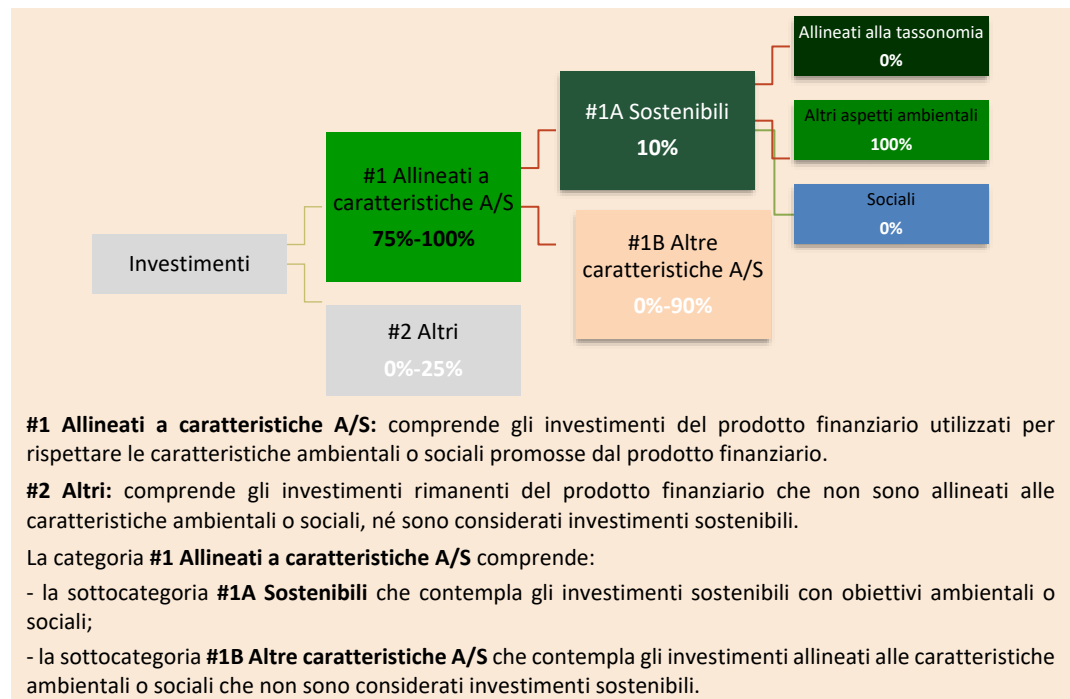 Allineati alla tassonomia
0%
#1A Sostenibili
10%
Altri aspetti ambientali
100%
#1 Allineati a
caratteristiche A/S
75%-100%
Sociali
0%
#1B Altre
caratteristiche A/S
0%-90%
Investimenti
#2 Altri
0%-25%
#1 Allineati a caratteristiche A/S: comprende gli investimenti del prodotto finanziario utilizzati per
rispettare le caratteristiche ambientali o sociali promosse dal prodotto finanziario.
#2 Altri: comprende gli investimenti rimanenti del prodotto finanziario che non sono allineati alle
caratteristiche ambientali o sociali, né sono considerati investimenti sostenibili.
La categoria #1 Allineati a caratteristiche A/S comprende:
- la sottocategoria #1A Sostenibili che contempla gli investimenti sostenibili con obiettivi ambientali o
sociali;
- la sottocategoria #1B Altre caratteristiche A/S che contempla gli investimenti allineati alle caratteristiche
ambientali o sociali che non sono considerati investimenti sostenibili.